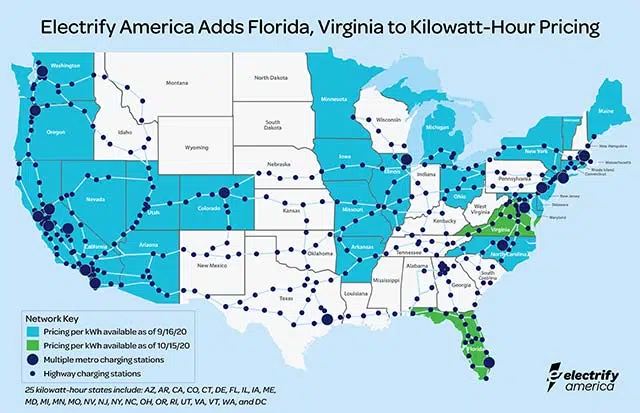 Electrify America Adds Florida, Virginia to Kilowatt-Hour Pricing
Washington
Montana
North Dakota
Minnesota
Maine
Oregon
Idaho
South Dakota
Wisconsin
Michigan
New York
New Hampshire
Massachusetts
Rhode Island
Connecticut
Wyoming
Nebraska
Iowa
Illinois
Indiana
Ohio
Pennsylvania
New Jersey
Delaware
Maryland
Nevada
Utah
Colorado
Kansas
Missouri
Kentucky
West
Virginia
Virginia
California
Arizona
New Mexico
Oklahoma
Arkansas
Tennessee
North Carolina
South
Carolina
Texas
Louisiana
Mississippi
Alabama
Georgia
Florida
Network Key
Pricing per kWh available as of 9/16/20
Pricing per kWh available as of 10/15/20
Multiple metro charging stations
Highway charging stations
25 kilowatt-hour states include: AZ, AR, CA, CO, CT, DE, FL, IL, IA, ME,
MD, MI, MN, MO, NV, NJ, NY, NC, OH, OR, RI, UT, VA, VT, WA, and DC
electrify
america